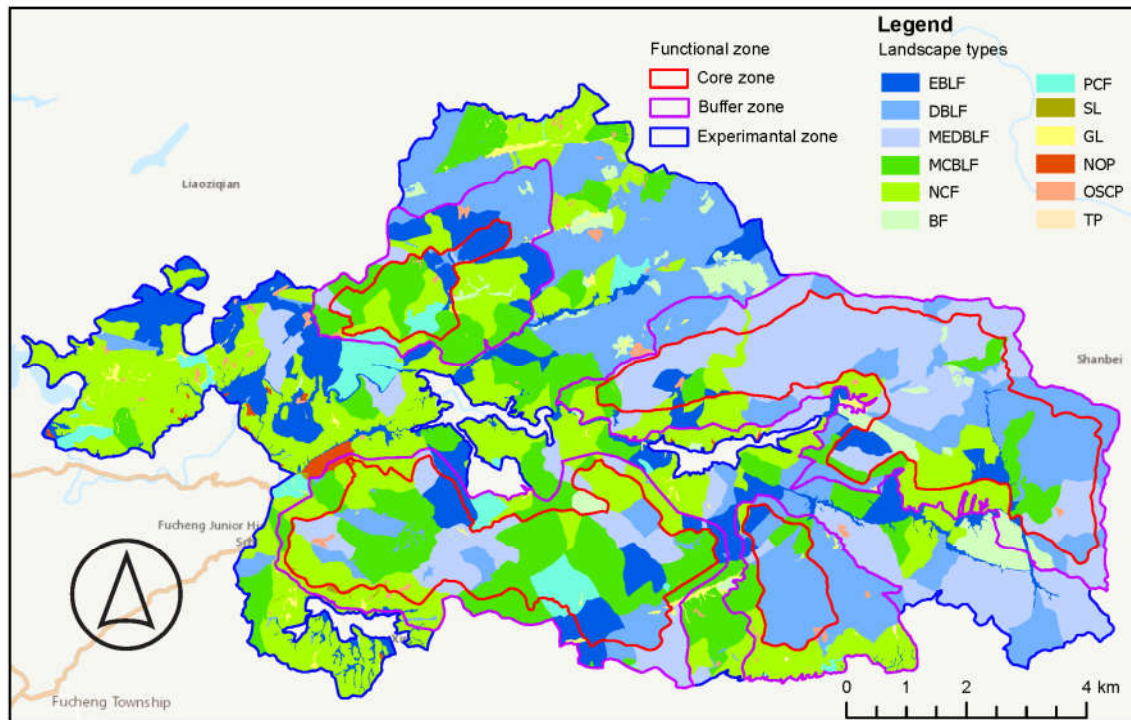 Legend
Functional zone
Landscape types
Core zone
Buffer zone
Experimantal zone
EBLF
DBLF
MEDBLF
MCBLF
NCF
BF
PCF
SL
GL
NOP
OSCP
TP
Liaoziqian
Shanbei
Fucheng Junior Hi
Fucheng Township
0 1 2 4 km